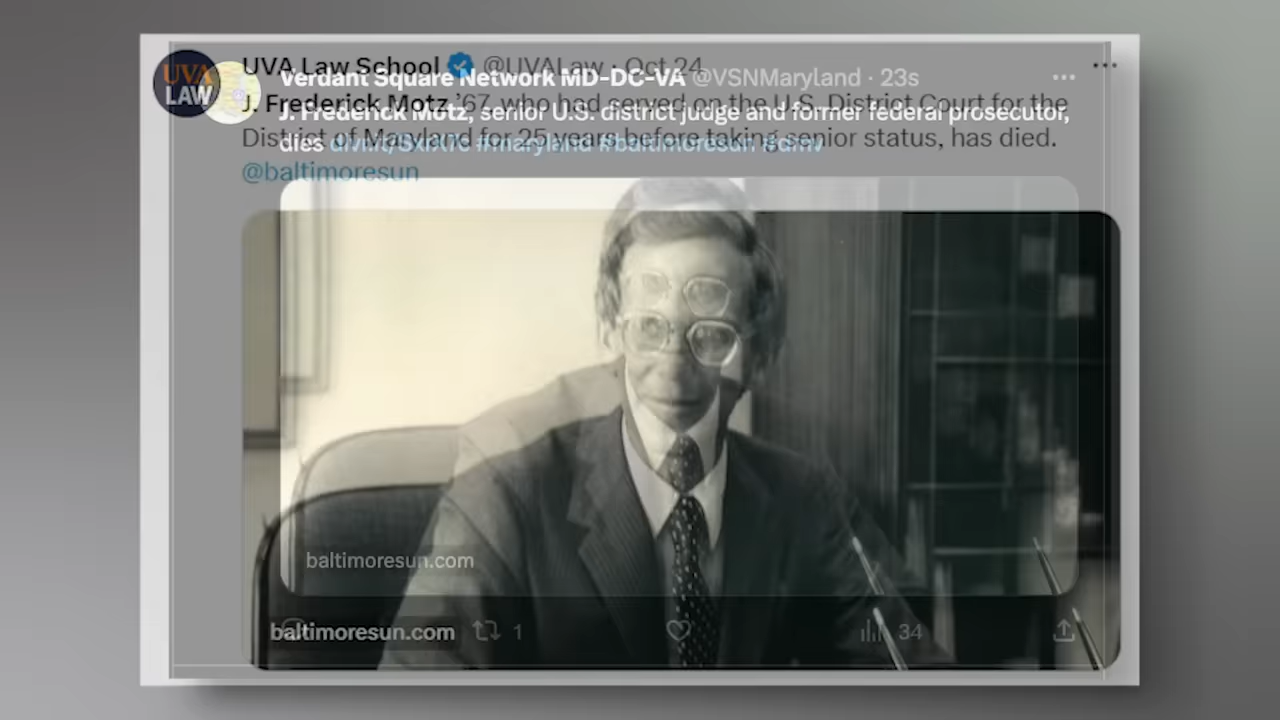 UVA Law School @UVALaw · Oct 24
UVA
LAW
Verdant Square Network MD-DC-VA @VSNMaryland · 23s
J. Frederick Motz '67, who had served on the U.S. District Court for the
J. Frederick Motz, senior U.S. district judge and former federal prosecutor,
District of Maryland for 25 years before taking senior status, has died.
dies #maryland #baltimoresun #dmv
@baltimoresun
baltimoresun.com
baltimoresun.com 1 34